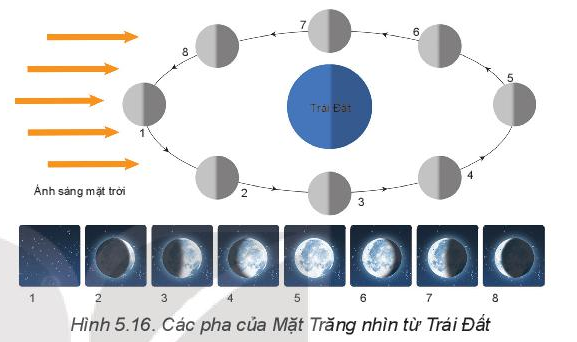 7
8
6
Trái Đất
5
1
4
Ánh sáng mặt trời
2
3
1 2 3 4 5 6 7 8
Hình 5.16. Các pha của Mặt Trăng nhìn từ Trái Đất